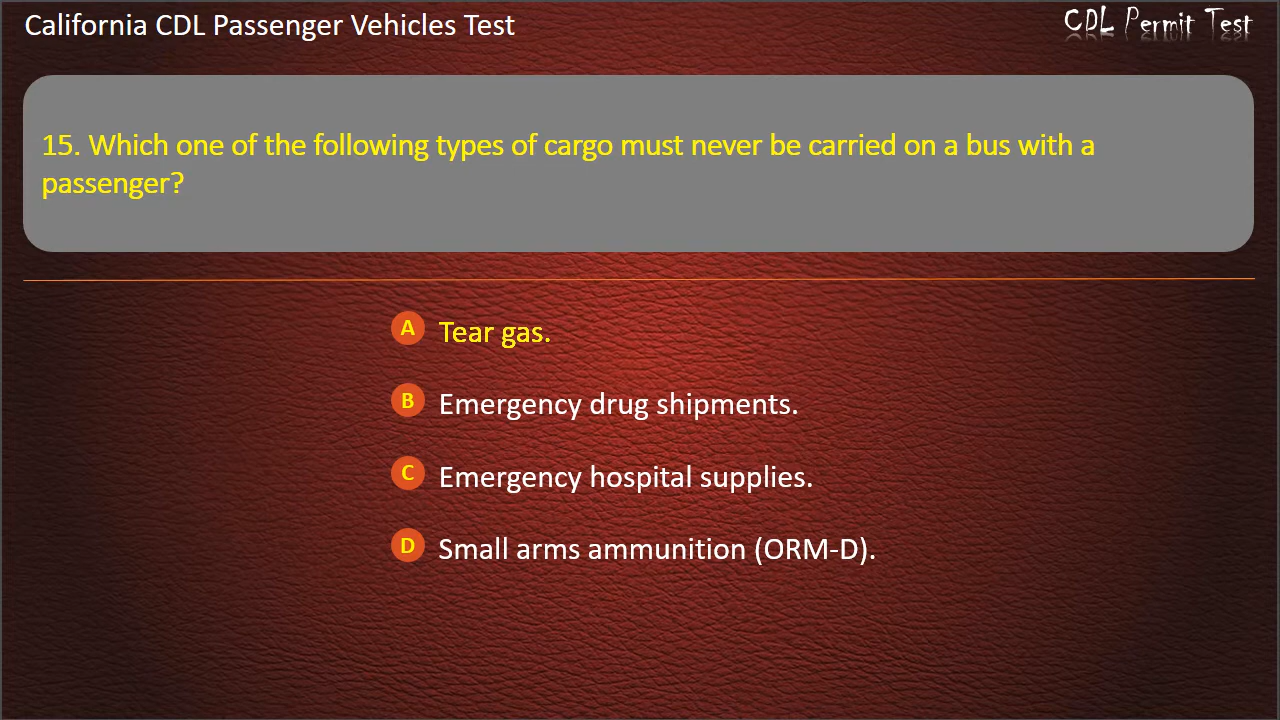 California CDL Passenger Vehicles Test
CDL Permit Test
15. Which one of the following types of cargo must never be carried on a bus with a
passenger?
A Tear gas.
B Emergency drug shipments.
C Emergency hospital supplies.
D Small arms ammunition (ORM-D).